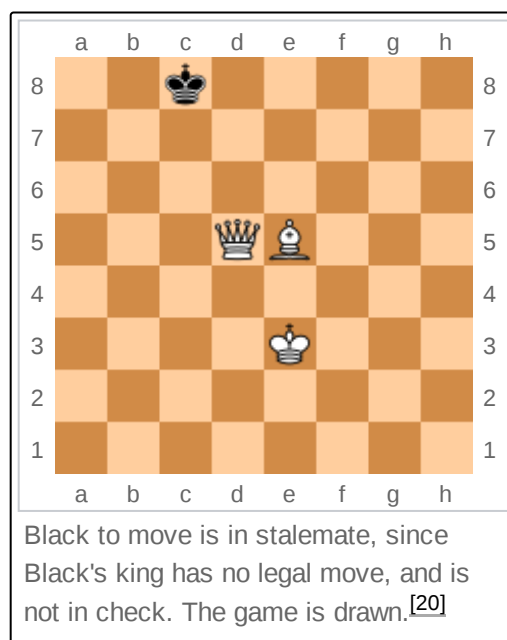 a b c d e f g h
8 8
7 7
6 6
5 5
4 4
3 3
2 2
1 1
a b c d e f g h
Black to move is in stalemate, since
Black's king has no legal move, and is
not in check. The game is drawn.[20]